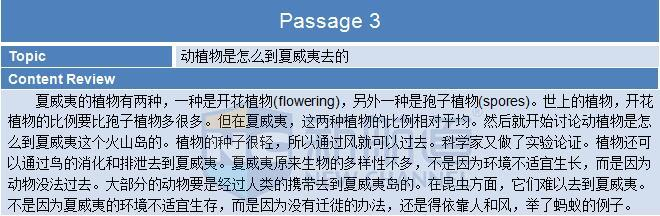 Passage 3
Topic 动植物是怎么到夏威夷去的
Content Review
夏威夷的植物有两种，一种是开花植物(flowering)，另外一种是孢子植物(spores)。世上的植物，开花
植物的比例要比孢子植物多很多，但在夏威夷，这两种植物的比例相对平均。然后就开始讨论动植物是怎
么到夏威夷这个火山岛的。植物的种子很轻，所以通过风就可以过去。科学家又做了实验论证。植物还可
以通过鸟的消化和排泄去到夏威夷。夏威夷原来生物的多样性不多，不是因为环境不适宜生长，而是因为
动物没法过去。大部分的动物要是经过人类的携带去到夏威夷岛的。在昆虫方面，它们难以去到夏威夷。
不是因为夏威夷的环境不适宜生存，而是因为没有迁徙的办法，还是得依靠人和风，举了蚂蚁的例子。